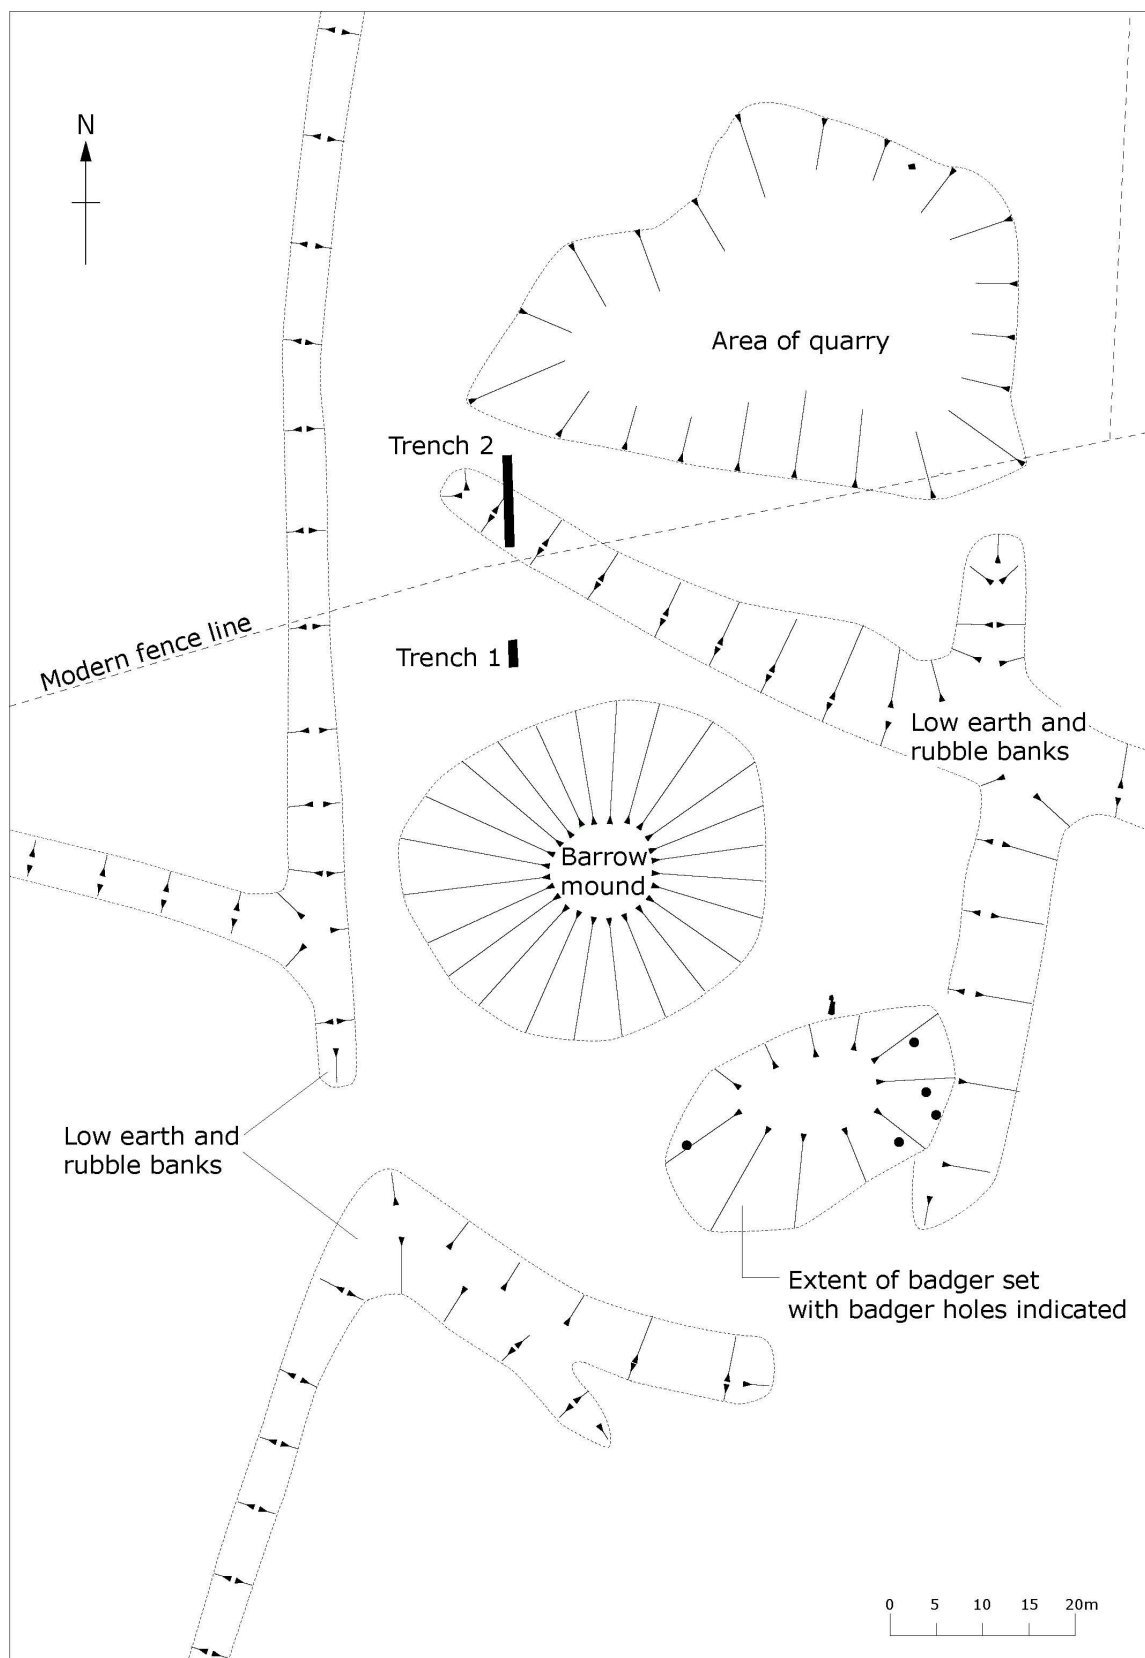 N
Area of quarry
Trench 2
Modern fence line
Trench 1
Low earth and
rubble banks
Barrow
mound
Low earth and
rubble banks
Extent of badger set
with badger holes indicated
0 5 10 15 20m